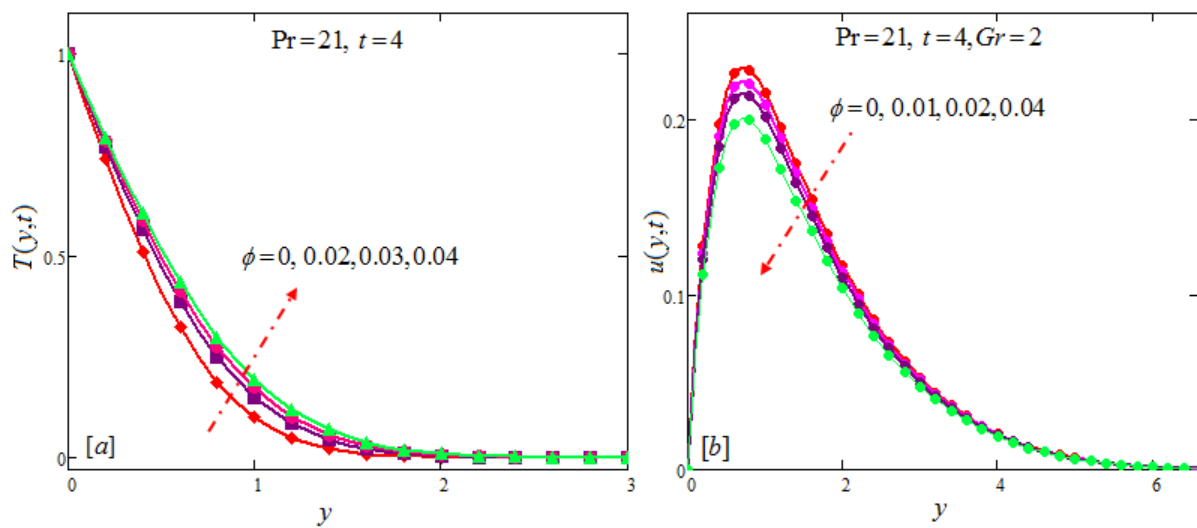 Pr=21, t=4
1
T(y,t)
0.5
ϕ=0, 0.02,0.03,0.04
[a]
0
0
1
2
3
y
Pr=21, t=4,Gr=2
ϕ=0, 0.01,0.02,0.04
0.2
u(y,t)
0.1
[b]
0
0
2
4
6
y